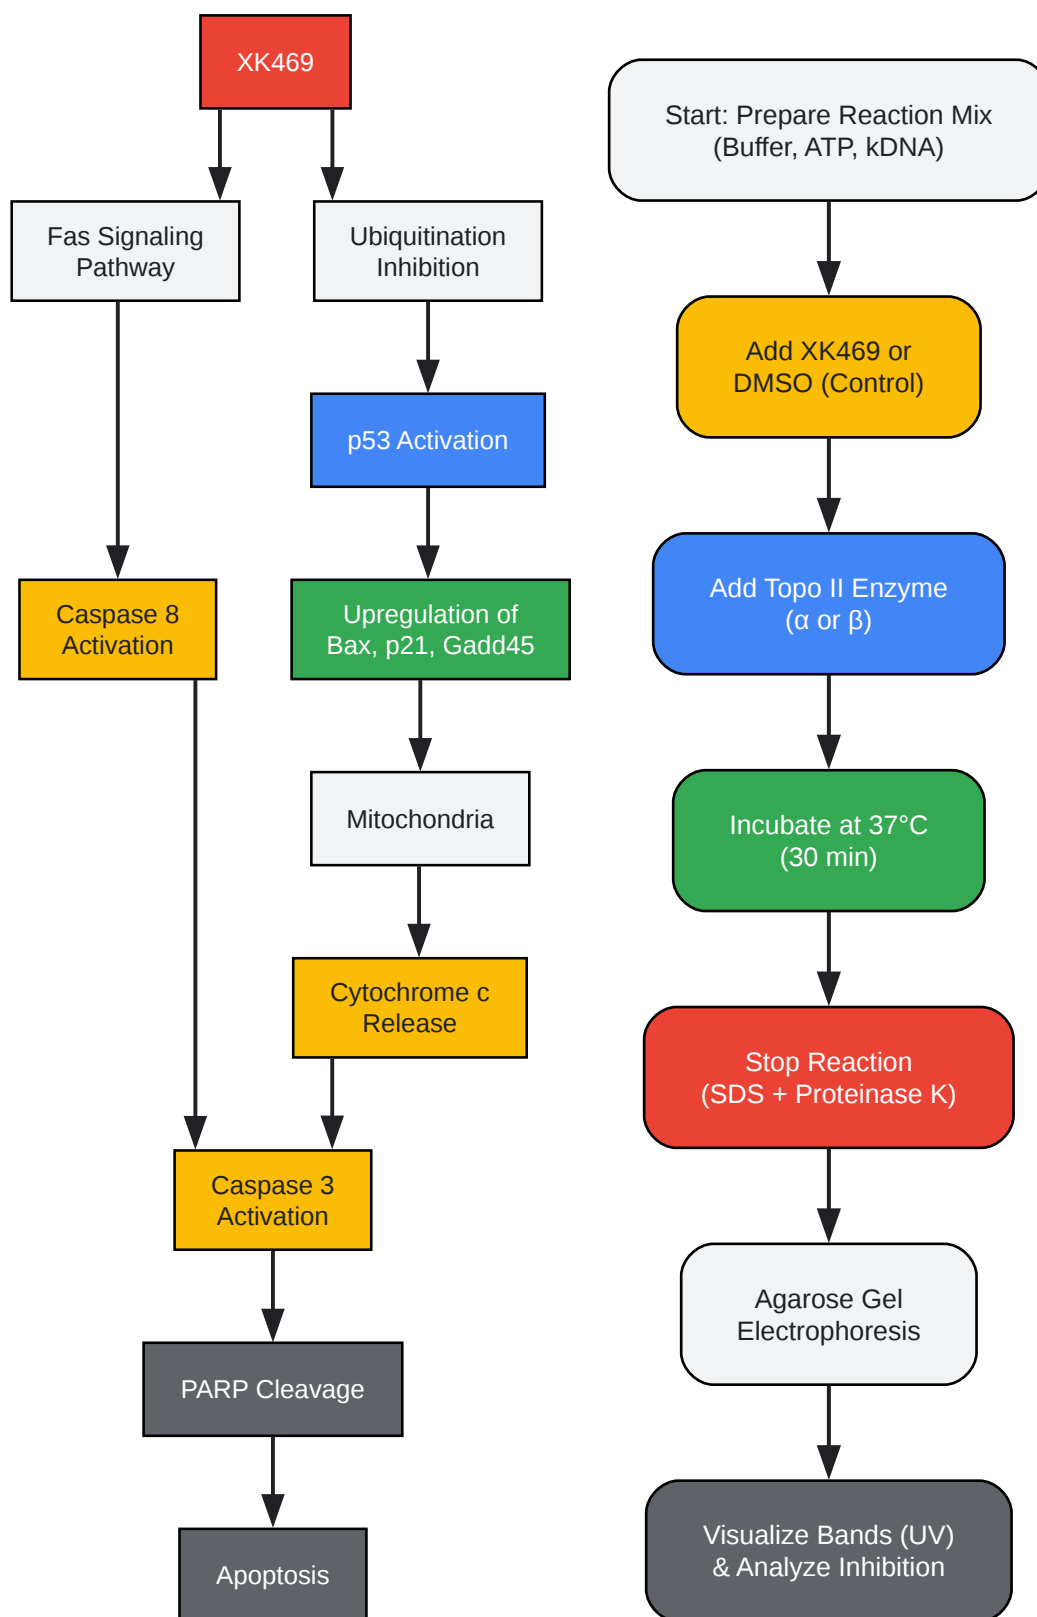 XK469
Fas Signaling
Pathway
Ubiquitination
Inhibition
p53 Activation
Caspase 8
Activation
Upregulation of
Bax, p21, Gadd45
Mitochondria
Cytochrome c
Release
Caspase 3
Activation
PARP Cleavage
Apoptosis
Start: Prepare Reaction Mix
(Buffer, ATP, kDNA)
Add XK469 or
DMSO (Control)
Add Topo II Enzyme
(α or β)
Incubate at 37°C
(30 min)
Stop Reaction
(SDS + Proteinase K)
Agarose Gel
Electrophoresis
Visualize Bands (UV)
& Analyze Inhibition